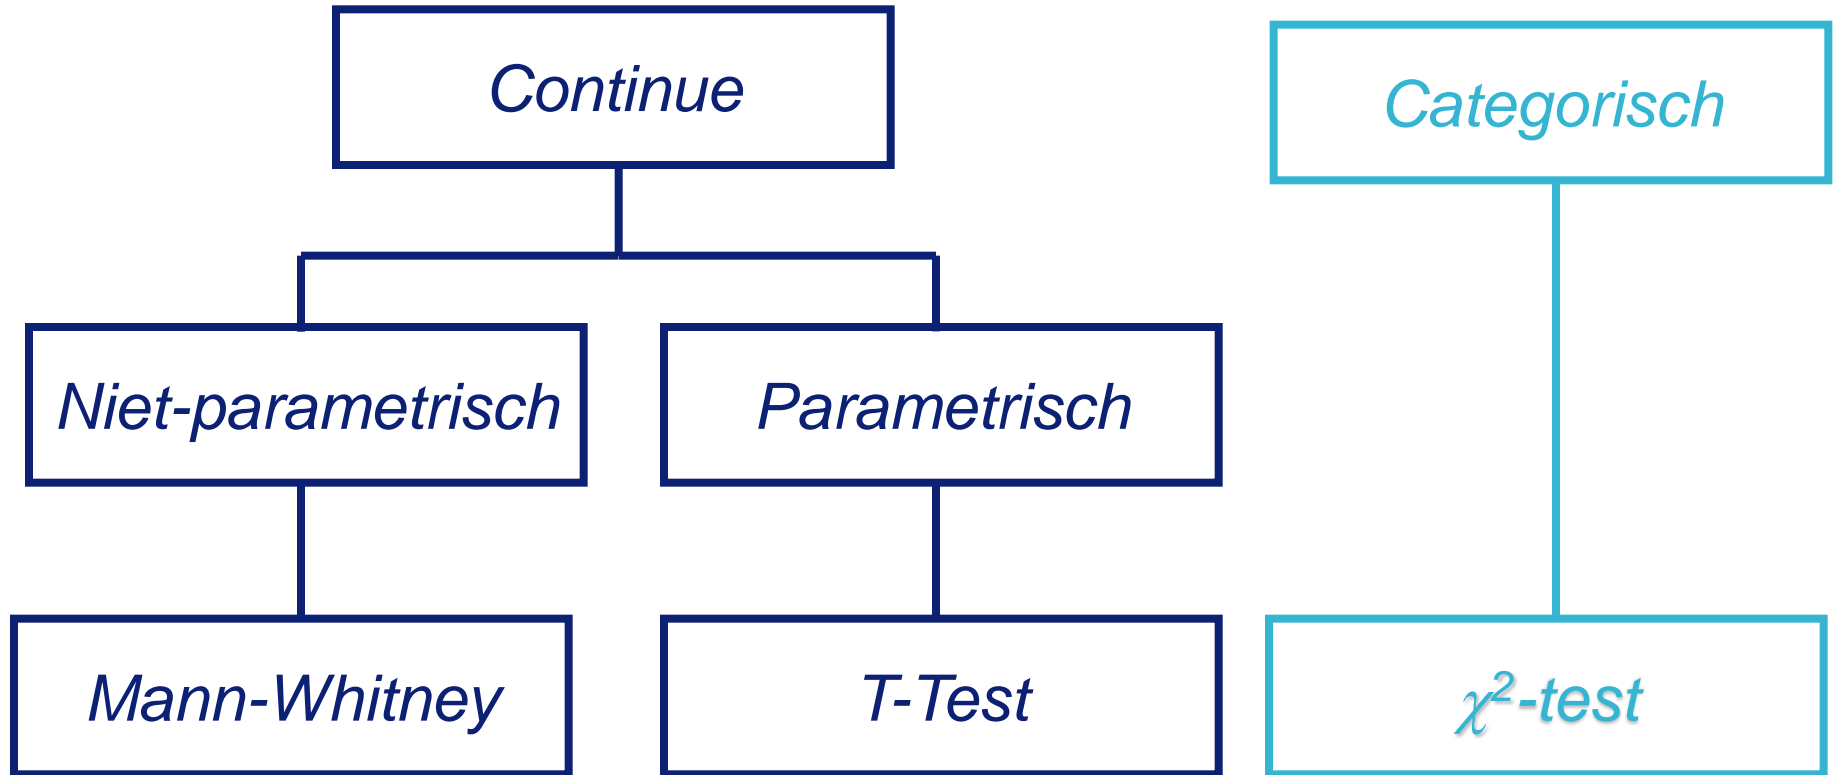 Continue
Categorisch
Niet-parametrisch
Parametrisch
Mann-Whitney
T-Test
χ²-test